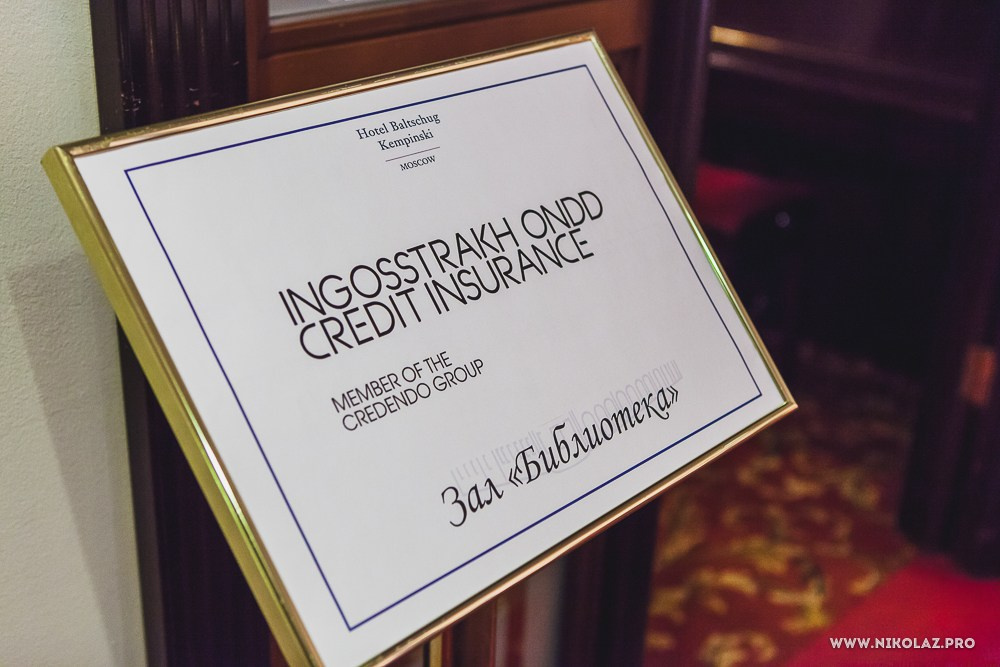 Hotel Baltschug
Kempinski
MOSCOW
INGOSSTRAKH ONDD
CREDIT INSURANCE
MEMBER OF THE
CREDENDO GROUP
Зал «Библиотека»
WWW.NIKOLAZ.PRO